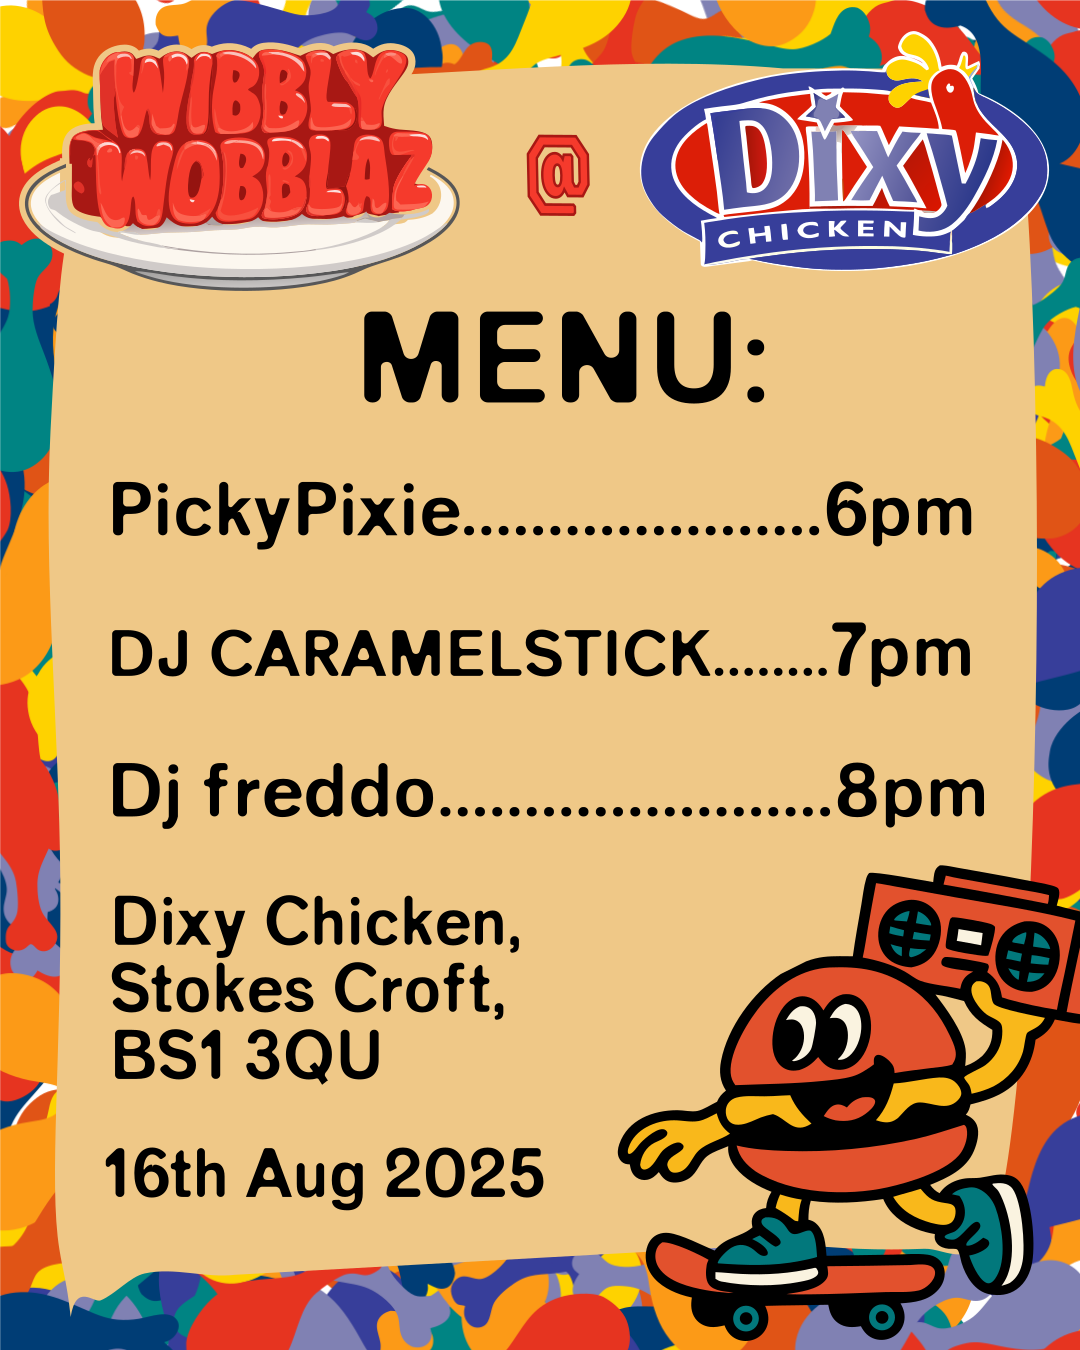 WIBBLY
WOBBLAZ
@
Dixy
CHICKEN
MENU:
PickyPixie.....................6pm
DJ CARAMELSTICK........7pm
Dj freddo.......................8pm
Dixy Chicken,
Stokes Croft,
BS1 3QU
16th Aug 2025